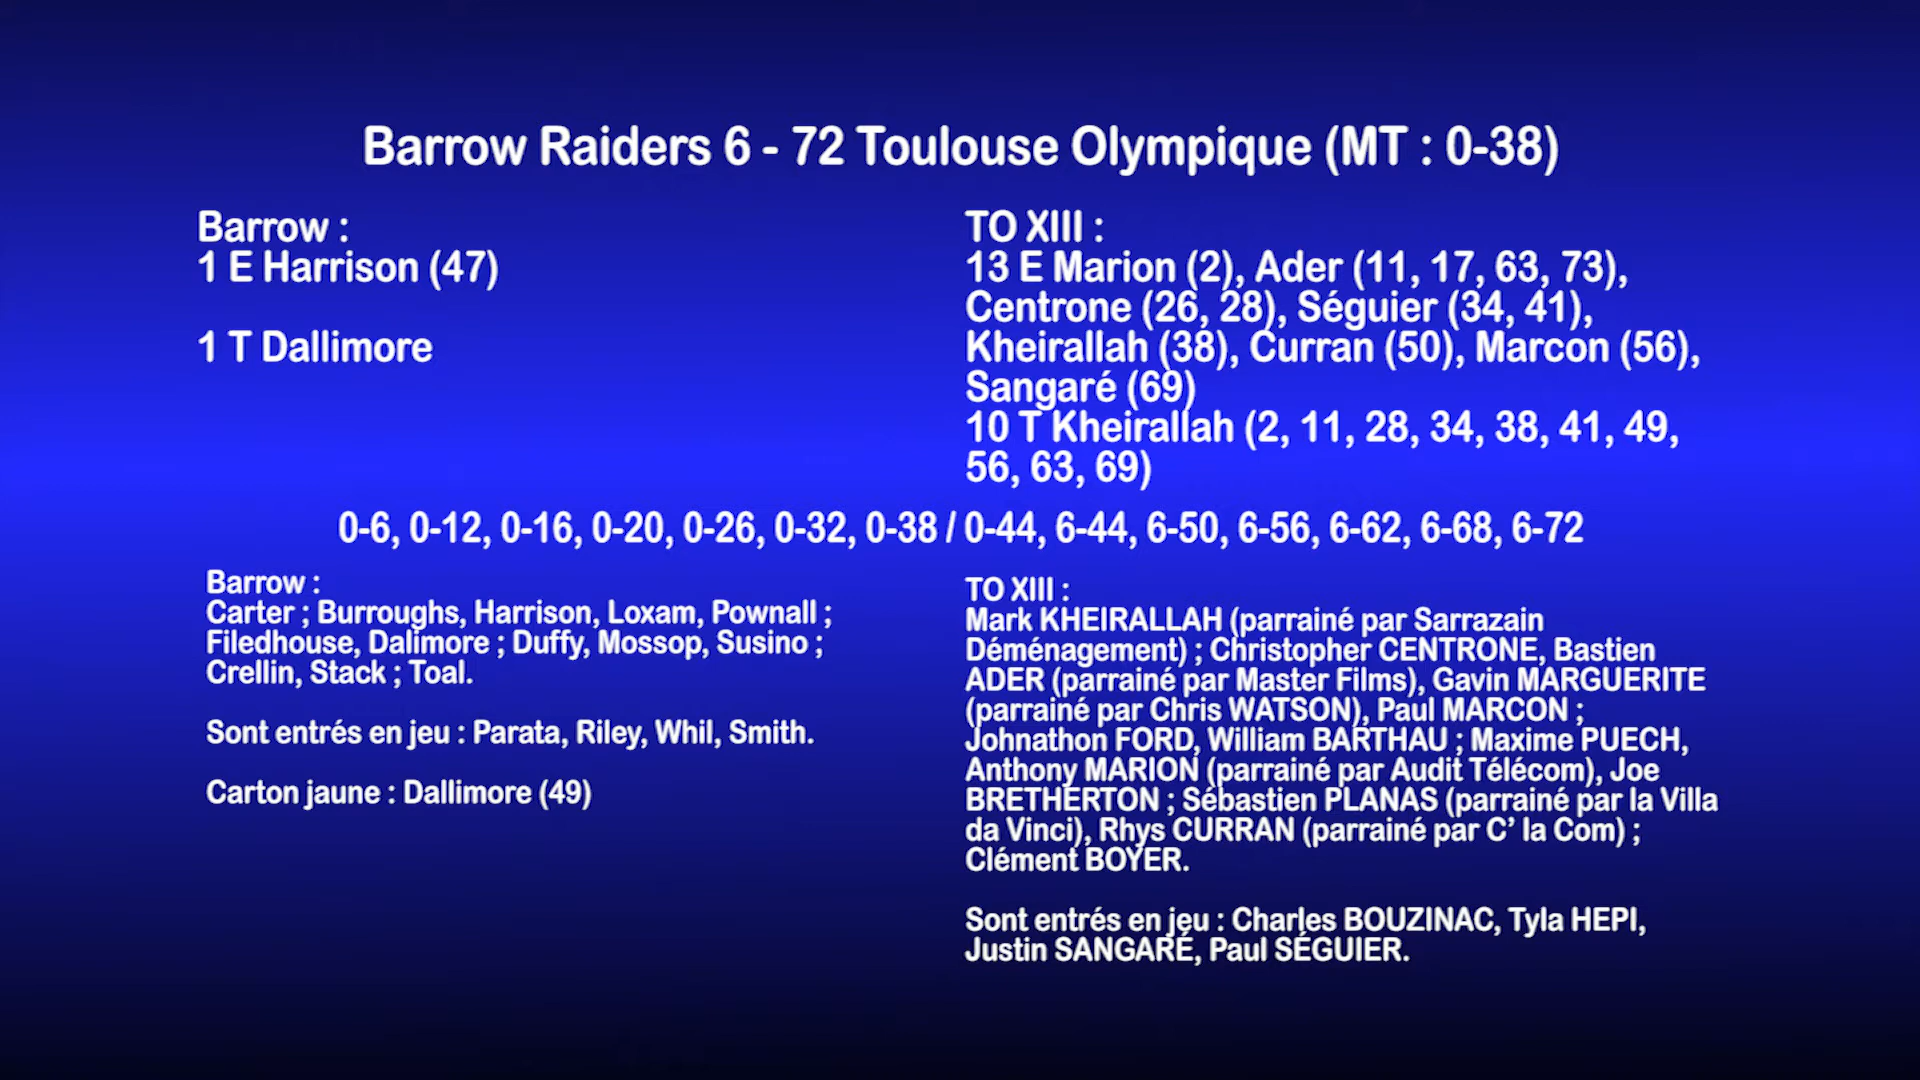 Barrow Raiders 6 - 72 Toulouse Olympique (MT : 0-38)
Barrow :
1 E Harrison (47)
1 T Dallimore
TO XIII :
13 E Marion (2), Ader (11, 17, 63, 73),
Centrone (26, 28), Séguier (34, 41),
Kheirallah (38), Curran (50), Marcon (56),
Sangaré (69)
10 T Kheirallah (2, 11, 28, 34, 38, 41, 49,
56, 63, 69)
0-6, 0-12, 0-16, 0-20, 0-26, 0-32, 0-38 / 0-44, 6-44, 6-50, 6-56, 6-62, 6-68, 6-72
Barrow :
Carter ; Burroughs, Harrison, Loxam, Pownall ;
Filedhouse, Dalimore ; Duffy, Mossop, Susino ;
Crellin, Stack ; Toal.
Sont entrés en jeu : Parata, Riley, Whil, Smith.
Carton jaune : Dallimore (49)
TO XIII :
Mark KHEIRALLAH (parrainé par Sarrazain
Déménagement) ; Christopher CENTRONE, Bastien
ADER (parrainé par Master Films), Gavin MARGUERITE
(parrainé par Chris WATSON), Paul MARCON ;
Johnathon FORD, William BARTHAU ; Maxime PUECH,
Anthony MARION (parrainé par Audit Télécom), Joe
BRETHERTON ; Sébastien PLANAS (parrainé par la Villa
da Vinci), Rhys CURRAN (parrainé par C’ la Com) ;
Clément BOYER.
Sont entrés en jeu : Charles BOUZINAC, Tyla HEPI,
Justin SANGARÉ, Paul SÉGUIER.